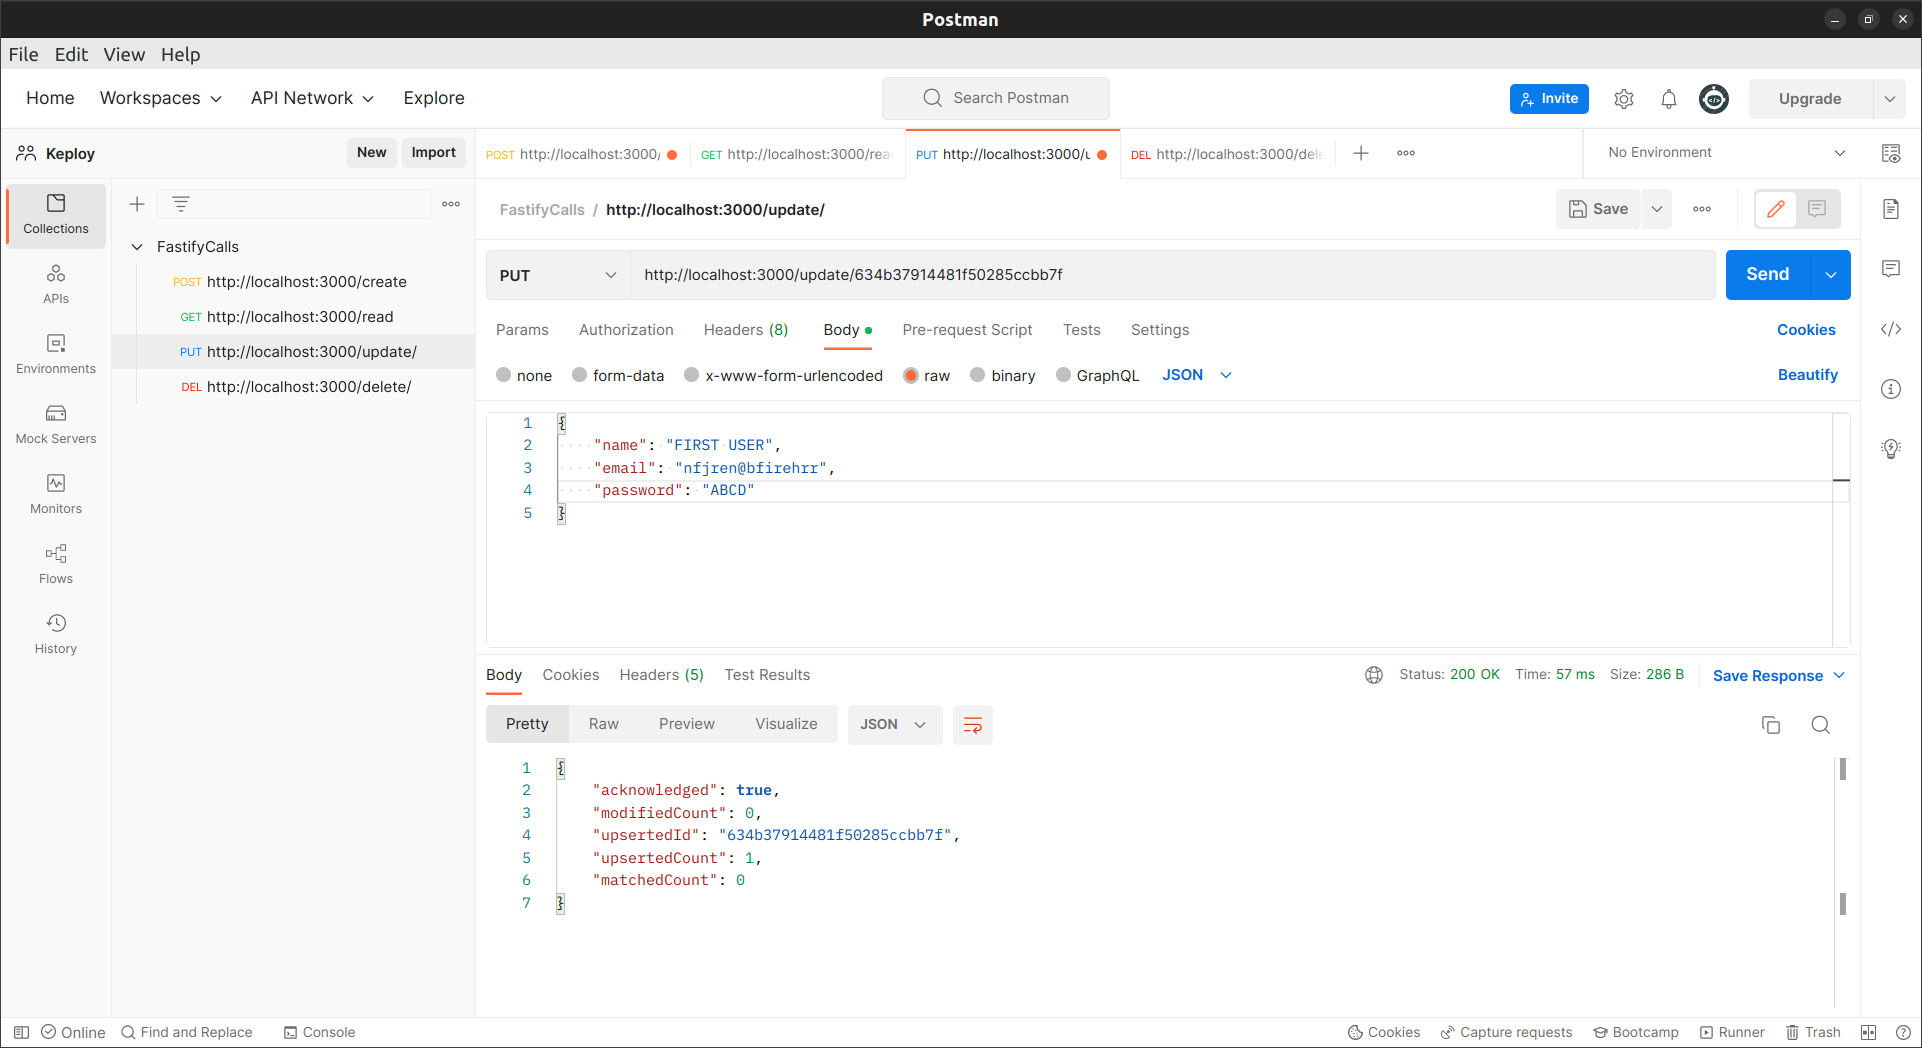 Postman
File Edit View Help
Home Workspaces API Network Explore
Search Postman
Invite
Upgrade
Keploy
New Import
POST http://localhost:3000/
GET http://localhost:3000/rea
PUT http://localhost:3000/u
DEL http://localhost:3000/dele
No Environment
Collections
APIs
Environments
Mock Servers
Monitors
Flows
History
FastifyCalls
POST http://localhost:3000/create
GET http://localhost:3000/read
PUT http://localhost:3000/update/
DEL http://localhost:3000/delete/
FastifyCalls / http://localhost:3000/update/
Save
PUT http://localhost:3000/update/634b37914481f50285ccbb7f
Send
Params Authorization Headers (8) Body Pre-request Script Tests Settings
Cookies
none form-data x-www-form-urlencoded raw binary GraphQL JSON
Beautify
1 {
2 "name": "FIRST USER",
3 "email": "nfjren@bfirehrr",
4 "password": "ABCD"
5 }
Body Cookies Headers (5) Test Results
Status: 200 OK Time: 57 ms Size: 286 B Save Response
Pretty Raw Preview Visualize JSON
1 {
2 "acknowledged": true,
3 "modifiedCount": 0,
4 "upsertedId": "634b37914481f50285ccbb7f",
5 "upsertedCount": 1,
6 "matchedCount": 0
7 }
Online Find and Replace Console
Cookies Capture requests Bootcamp Runner Trash